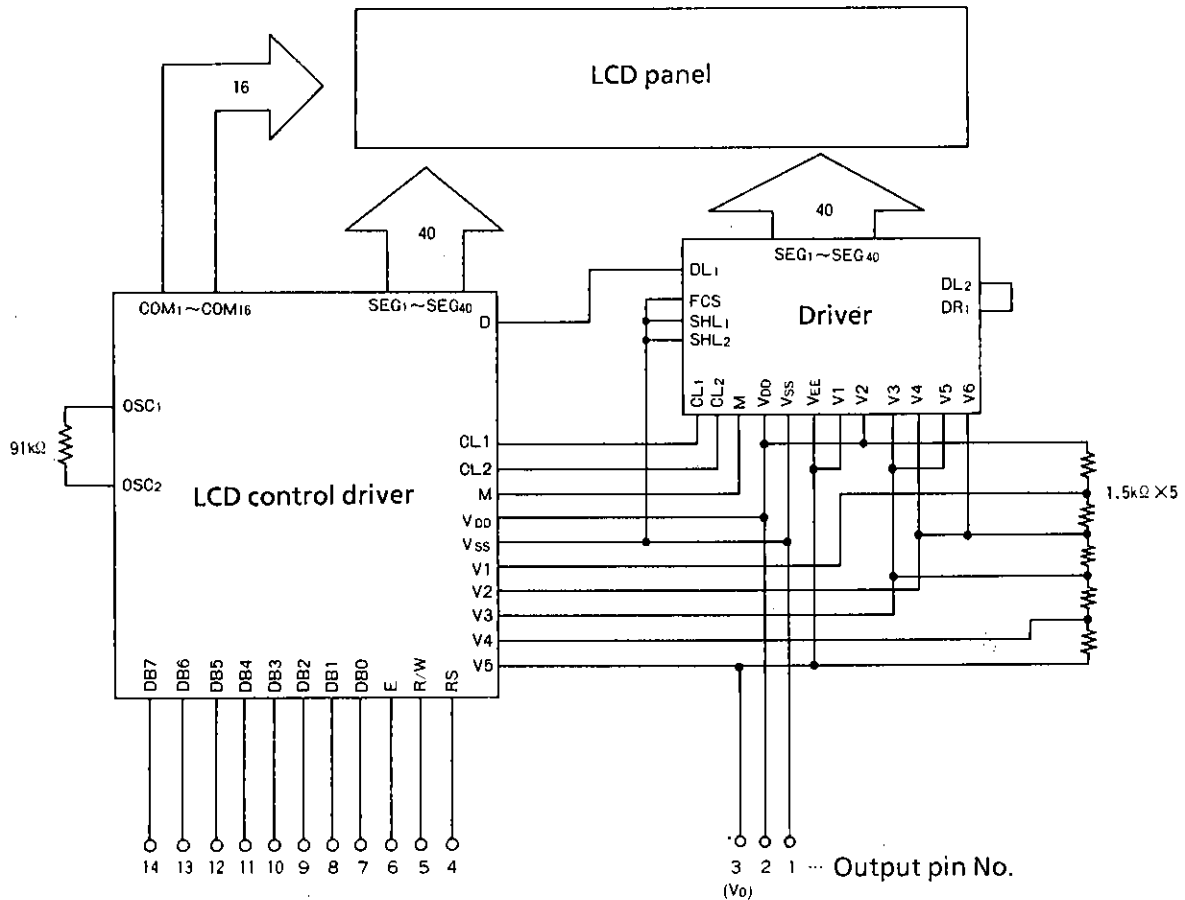 LCD panel
16
40
40
COM1~COM16
SEG1~SEG40
D
OSC1
OSC2
91kΩ
LCD control driver
CL1
CL2
M
VDD
VSS
V1
V2
V3
V4
V5
DB7
DB6
DB5
DB4
DB3
DB2
DB1
DB0
E
R/W
RS
14
13
12
11
10
9
8
7
6
5
4
SEG1~SEG40
DL1
FCS
SHL1
SHL2
Driver
DL2
DR1
CL1
CL2
M
VDD
VSS
VEE
V1
V2
V3
V4
V5
V6
1.5kΩ×5
3 2 1 ··· Output pin No.
(V0)